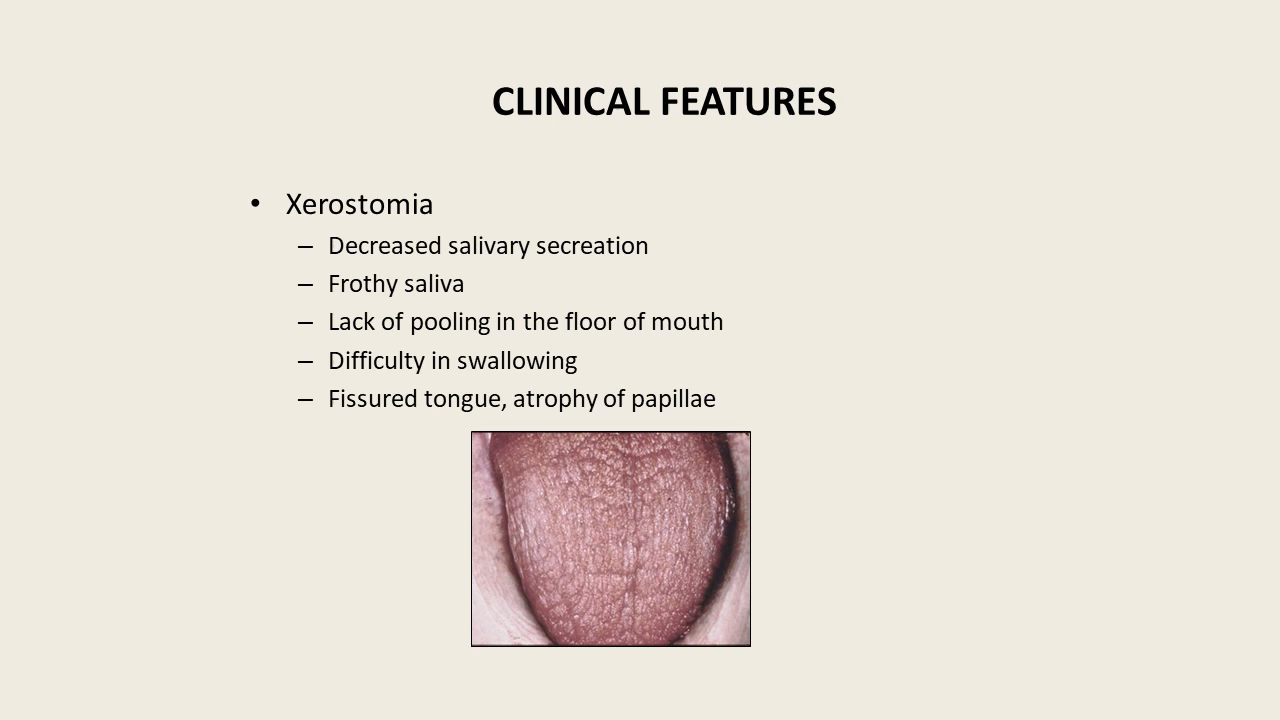 CLINICAL FEATURES
• Xerostomia
– Decreased salivary secreation
– Frothy saliva
– Lack of pooling in the floor of mouth
– Difficulty in swallowing
– Fissured tongue, atrophy of papillae